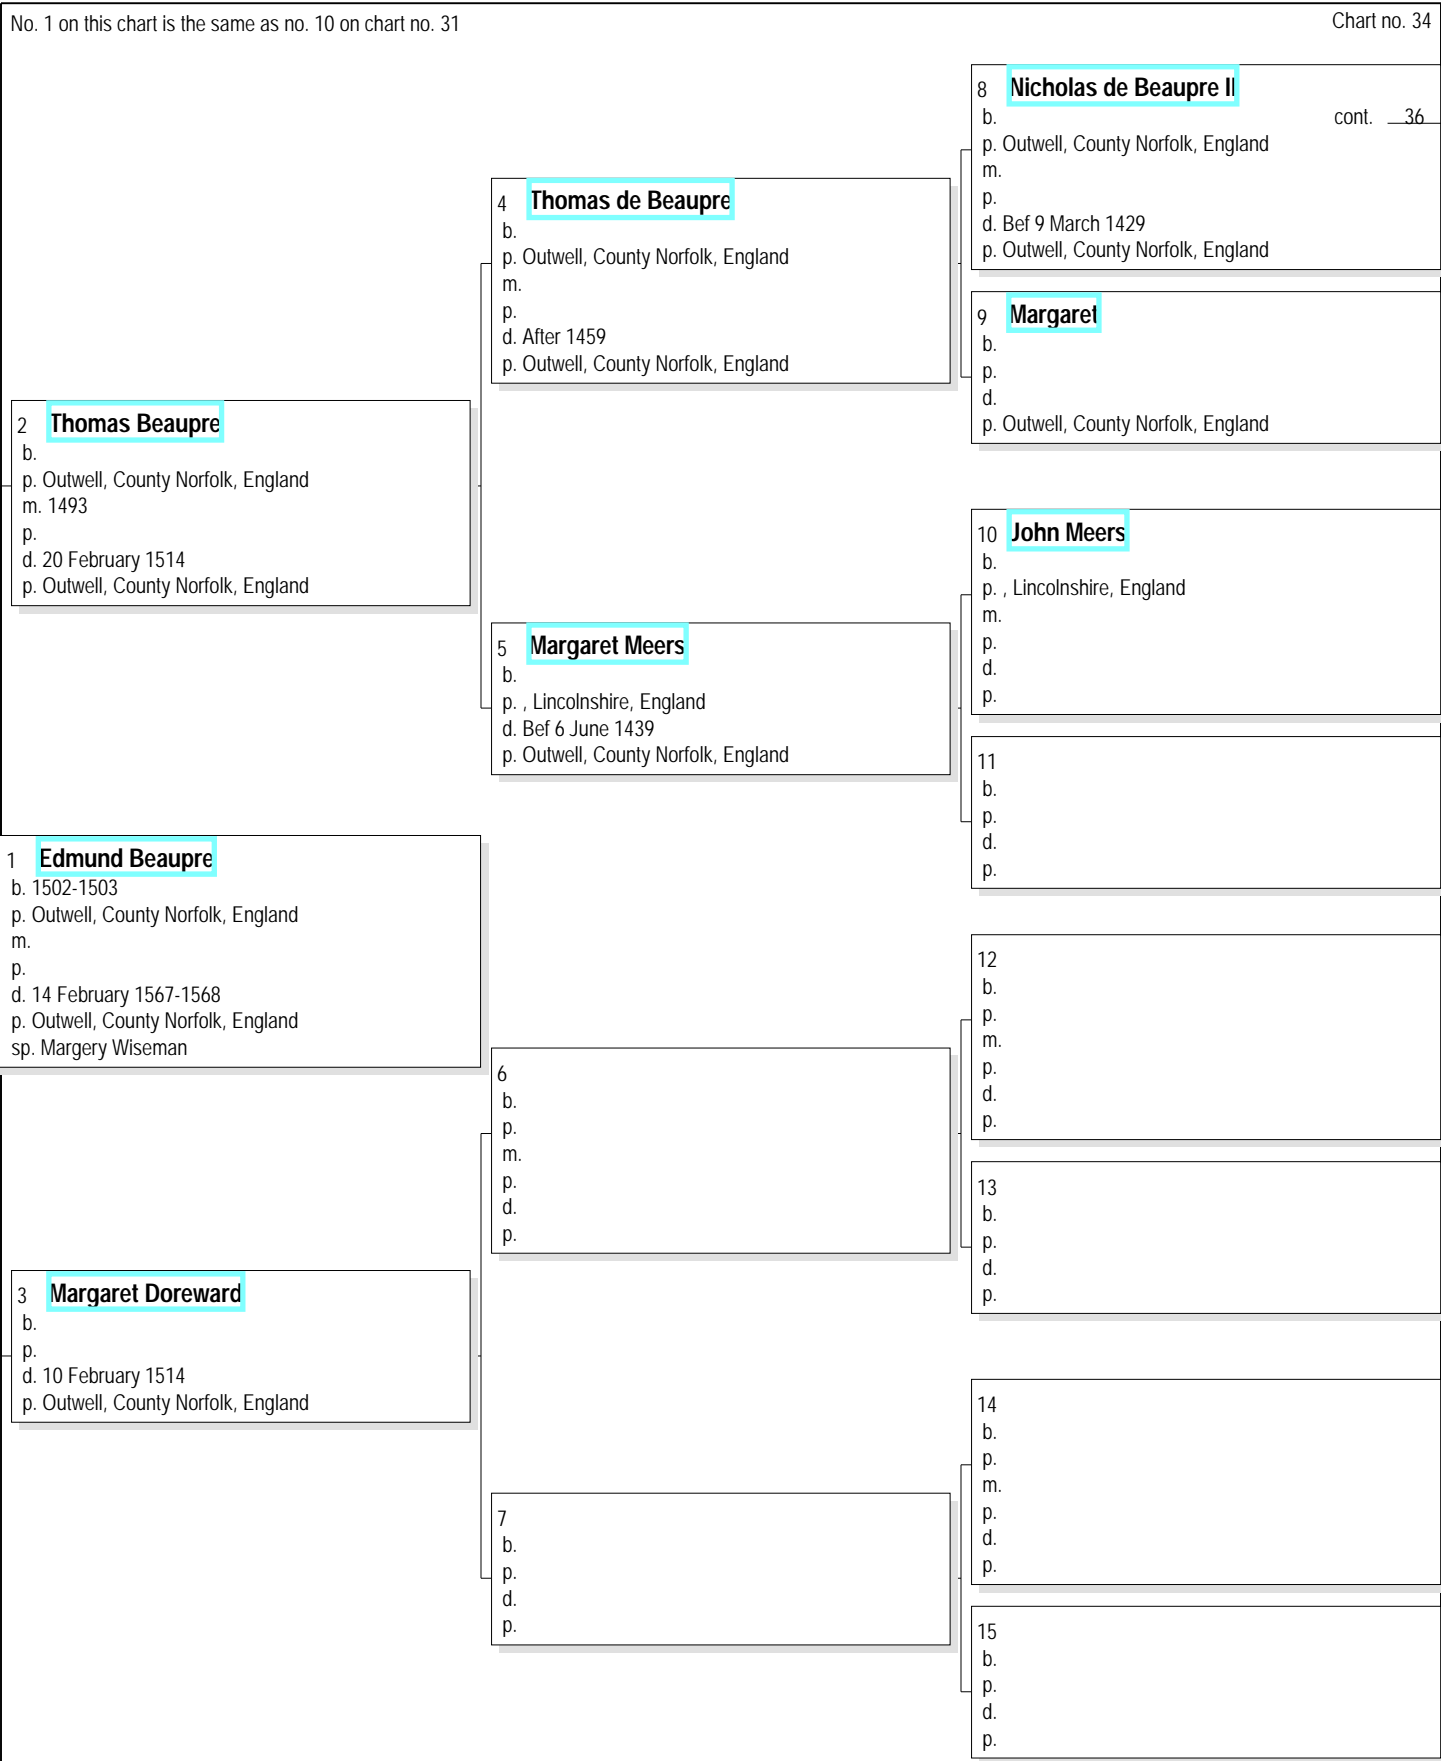 No. 1 on this chart is the same as no. 10 on chart no. 31
Chart no. 34
8 Nicholas de Beaupre II
b.
cont. 36
p. Outwell, County Norfolk, England
m.
p.
d. Bef 9 March 1429
p. Outwell, County Norfolk, England
4 Thomas de Beaupre
b.
p. Outwell, County Norfolk, England
m.
p.
d. After 1459
p. Outwell, County Norfolk, England
9 Margaret
b.
p.
d.
p. Outwell, County Norfolk, England
2 Thomas Beaupre
b.
p. Outwell, County Norfolk, England
m. 1493
p.
d. 20 February 1514
p. Outwell, County Norfolk, England
10 John Meers
b.
p. , Lincolnshire, England
m.
p.
d.
p.
5 Margaret Meers
b.
p. , Lincolnshire, England
d. Bef 6 June 1439
p. Outwell, County Norfolk, England
11
b.
p.
d.
p.
1 Edmund Beaupre
b. 1502-1503
p. Outwell, County Norfolk, England
m.
p.
d. 14 February 1567-1568
p. Outwell, County Norfolk, England
sp. Margery Wiseman
12
b.
p.
m.
p.
d.
p.
6
b.
p.
m.
p.
d.
p.
13
b.
p.
d.
p.
3 Margaret Doreward
b.
p.
d. 10 February 1514
p. Outwell, County Norfolk, England
14
b.
p.
m.
p.
d.
p.
7
b.
p.
d.
p.
15
b.
p.
d.
p.